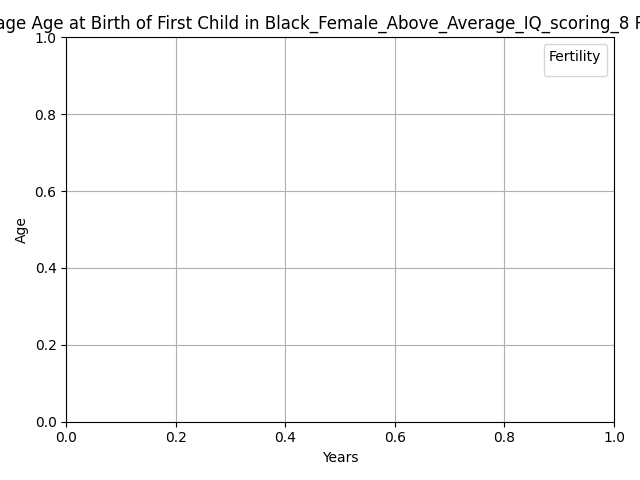 age Age at Birth of First Child in Black_Female_Above_Average_IQ_scoring_8
Fertility
1.0
0.8
0.6
0.4
0.2
0.0
Age
0.0 0.2 0.4 0.6 0.8 1.0
Years